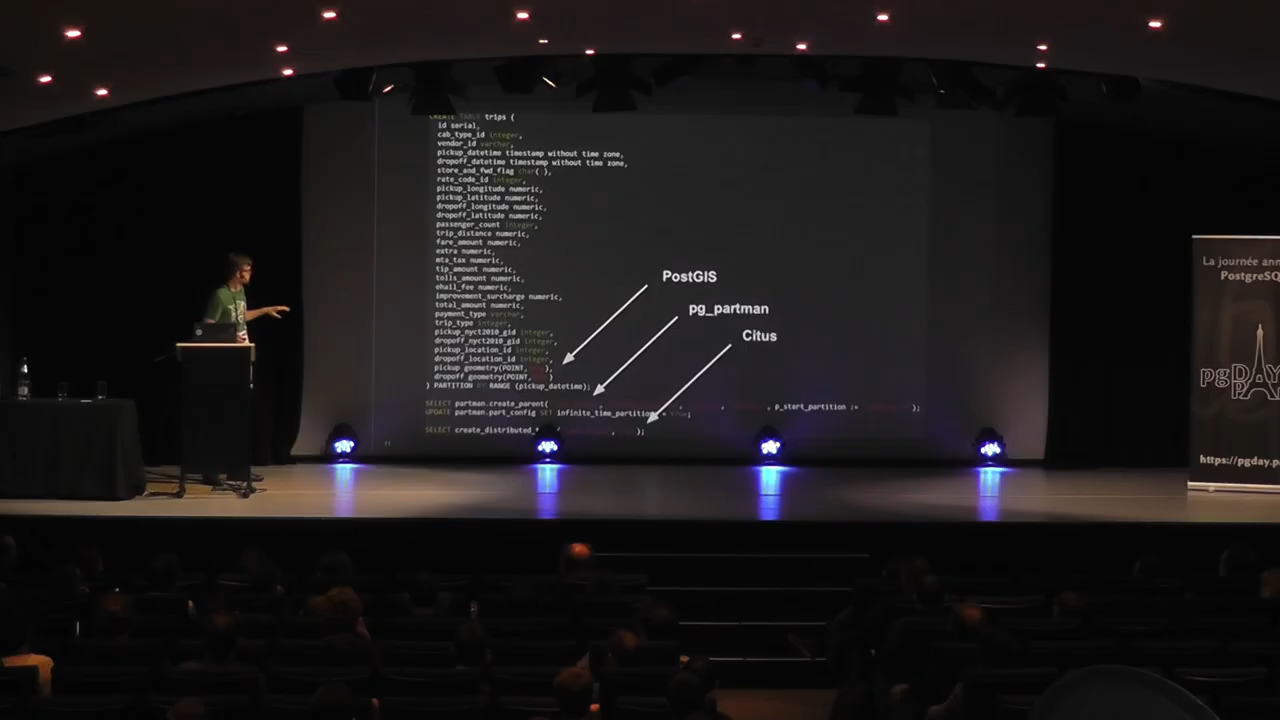 CREATE TABLE trips (
id serial,
cab_type_id integer,
vendor_id varchar,
pickup_datetime timestamp without time zone,
dropoff_datetime timestamp without time zone,
store_and_fwd_flag char( ),
rate_code_id integer,
pickup_longitude numeric,
pickup_latitude numeric,
dropoff_longitude numeric,
dropoff_latitude numeric,
passenger_count integer,
trip_distance numeric,
fare_amount numeric,
extra numeric,
mta_tax numeric,
tip_amount numeric,
tolls_amount numeric,
ehail_fee numeric,
improvement_surcharge numeric,
total_amount numeric,
payment_type varchar,
trip_type integer,
pickup_nyct2010_gid integer,
dropoff_nyct2010_gid integer,
pickup_location_id integer,
dropoff_location_id integer,
pickup geometry(POINT, ),
dropoff geometry(POINT, )
) PARTITION BY RANGE (pickup_datetime);
SELECT partman.create_parent( , , , p_start_partition := );
UPDATE partman.part_config SET infinite_time_partitions = true;
SELECT create_distributed_ , );
PostGIS
pg_partman
Citus
La journée
PostgreSQ
pgDAY
https://pgday.p